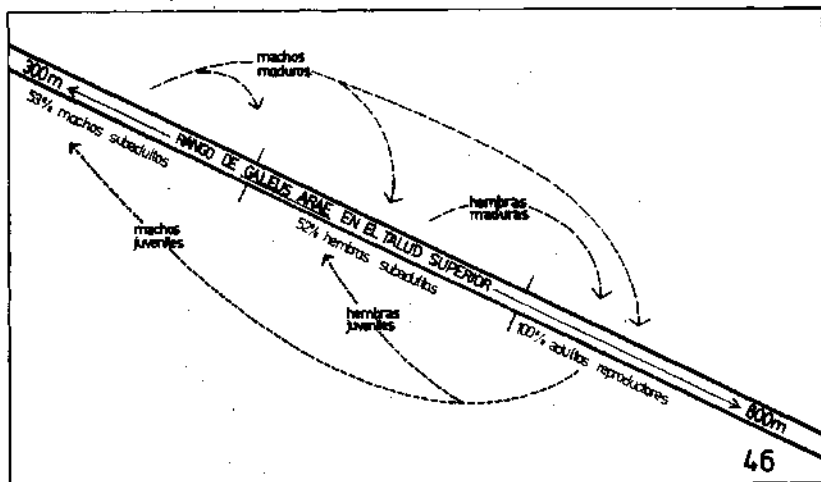 machos
maduros
300m
53% machos subadultos
RANGO DE GALEUS ARAE, EN EL TALUD SUPERIOR
hembras
maduras
machos
juveniles
52% hembras subadultos
hembras
juveniles
100% adultos reproductores
800m
46